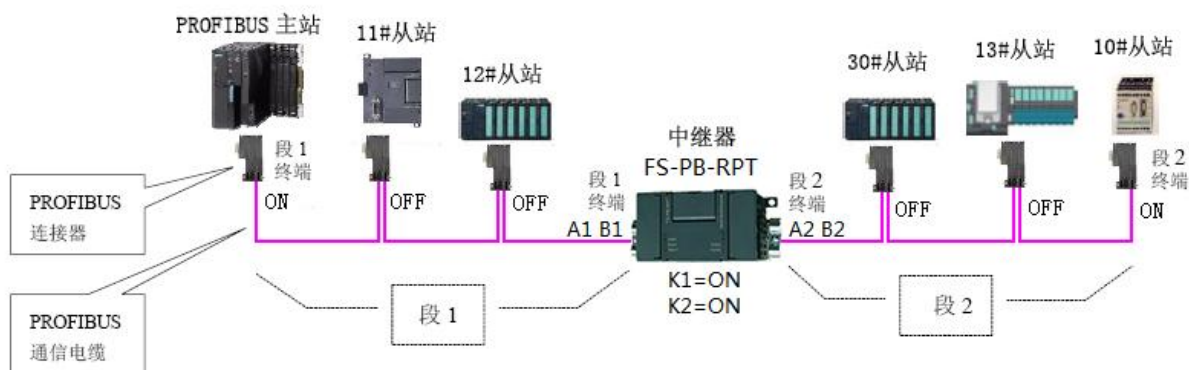 PROFIBUS 主站
11#从站
12#从站
30#从站
13#从站
10#从站
中继器
FS-PB-RPT
段 1
终端
段 1
终端
段 2
终端
段 2
终端
ON
OFF
OFF
A1 B1
A2 B2
OFF
OFF
ON
K1=ON
K2=ON
PROFIBUS
连接器
PROFIBUS
通信电缆
段 1
段 2